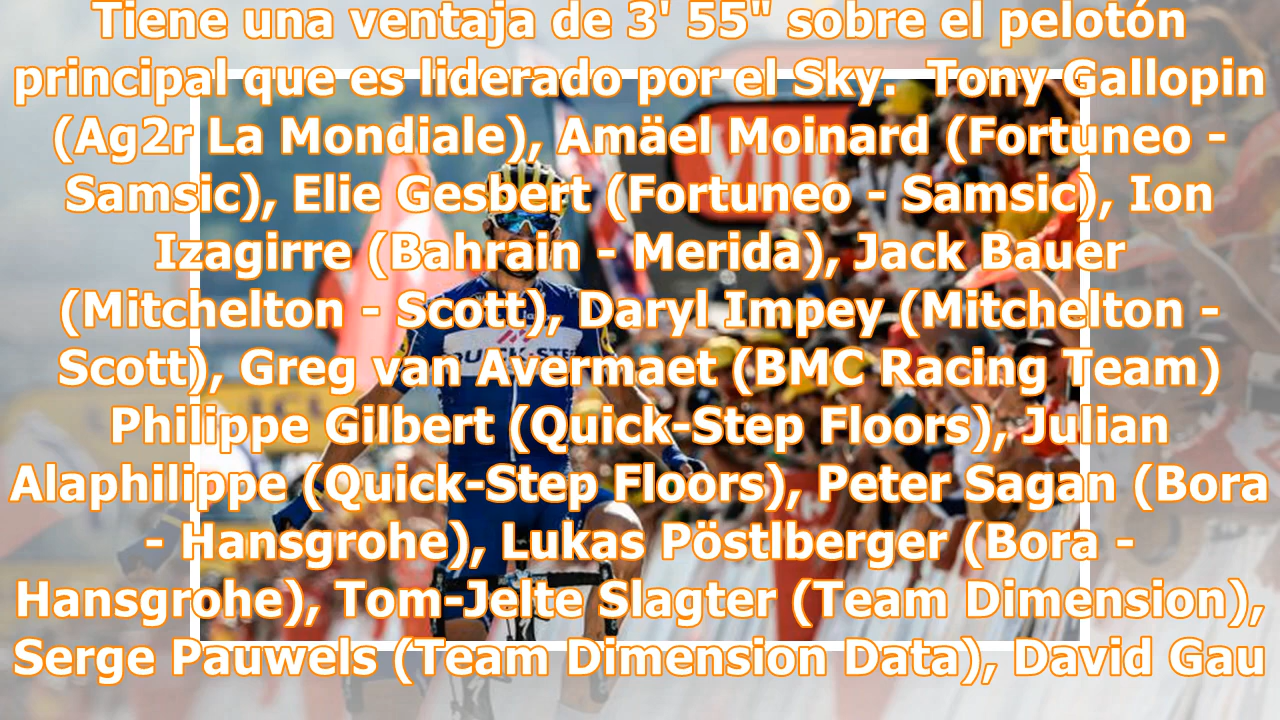 Tiene una ventaja de 3' 55" sobre el pelotón
principal que es liderado por el Sky.  Tony Gallopin
(Ag2r La Mondiale), Amäel Moinard (Fortuneo -
Samsic), Elie Gesbert (Fortuneo - Samsic), Ion
Izagirre (Bahrain - Merida), Jack Bauer
(Mitchelton - Scott), Daryl Impey (Mitchelton -
Scott), Greg van Avermaet (BMC Racing Team)
Philippe Gilbert (Quick-Step Floors), Julian
Alaphilippe (Quick-Step Floors), Peter Sagan (Bora
- Hansgrohe), Lukas Pöstlberger (Bora -
Hansgrohe), Tom-Jelte Slagter (Team Dimension),
Serge Pauwels (Team Dimension Data), David Gau
QUICK-STEP